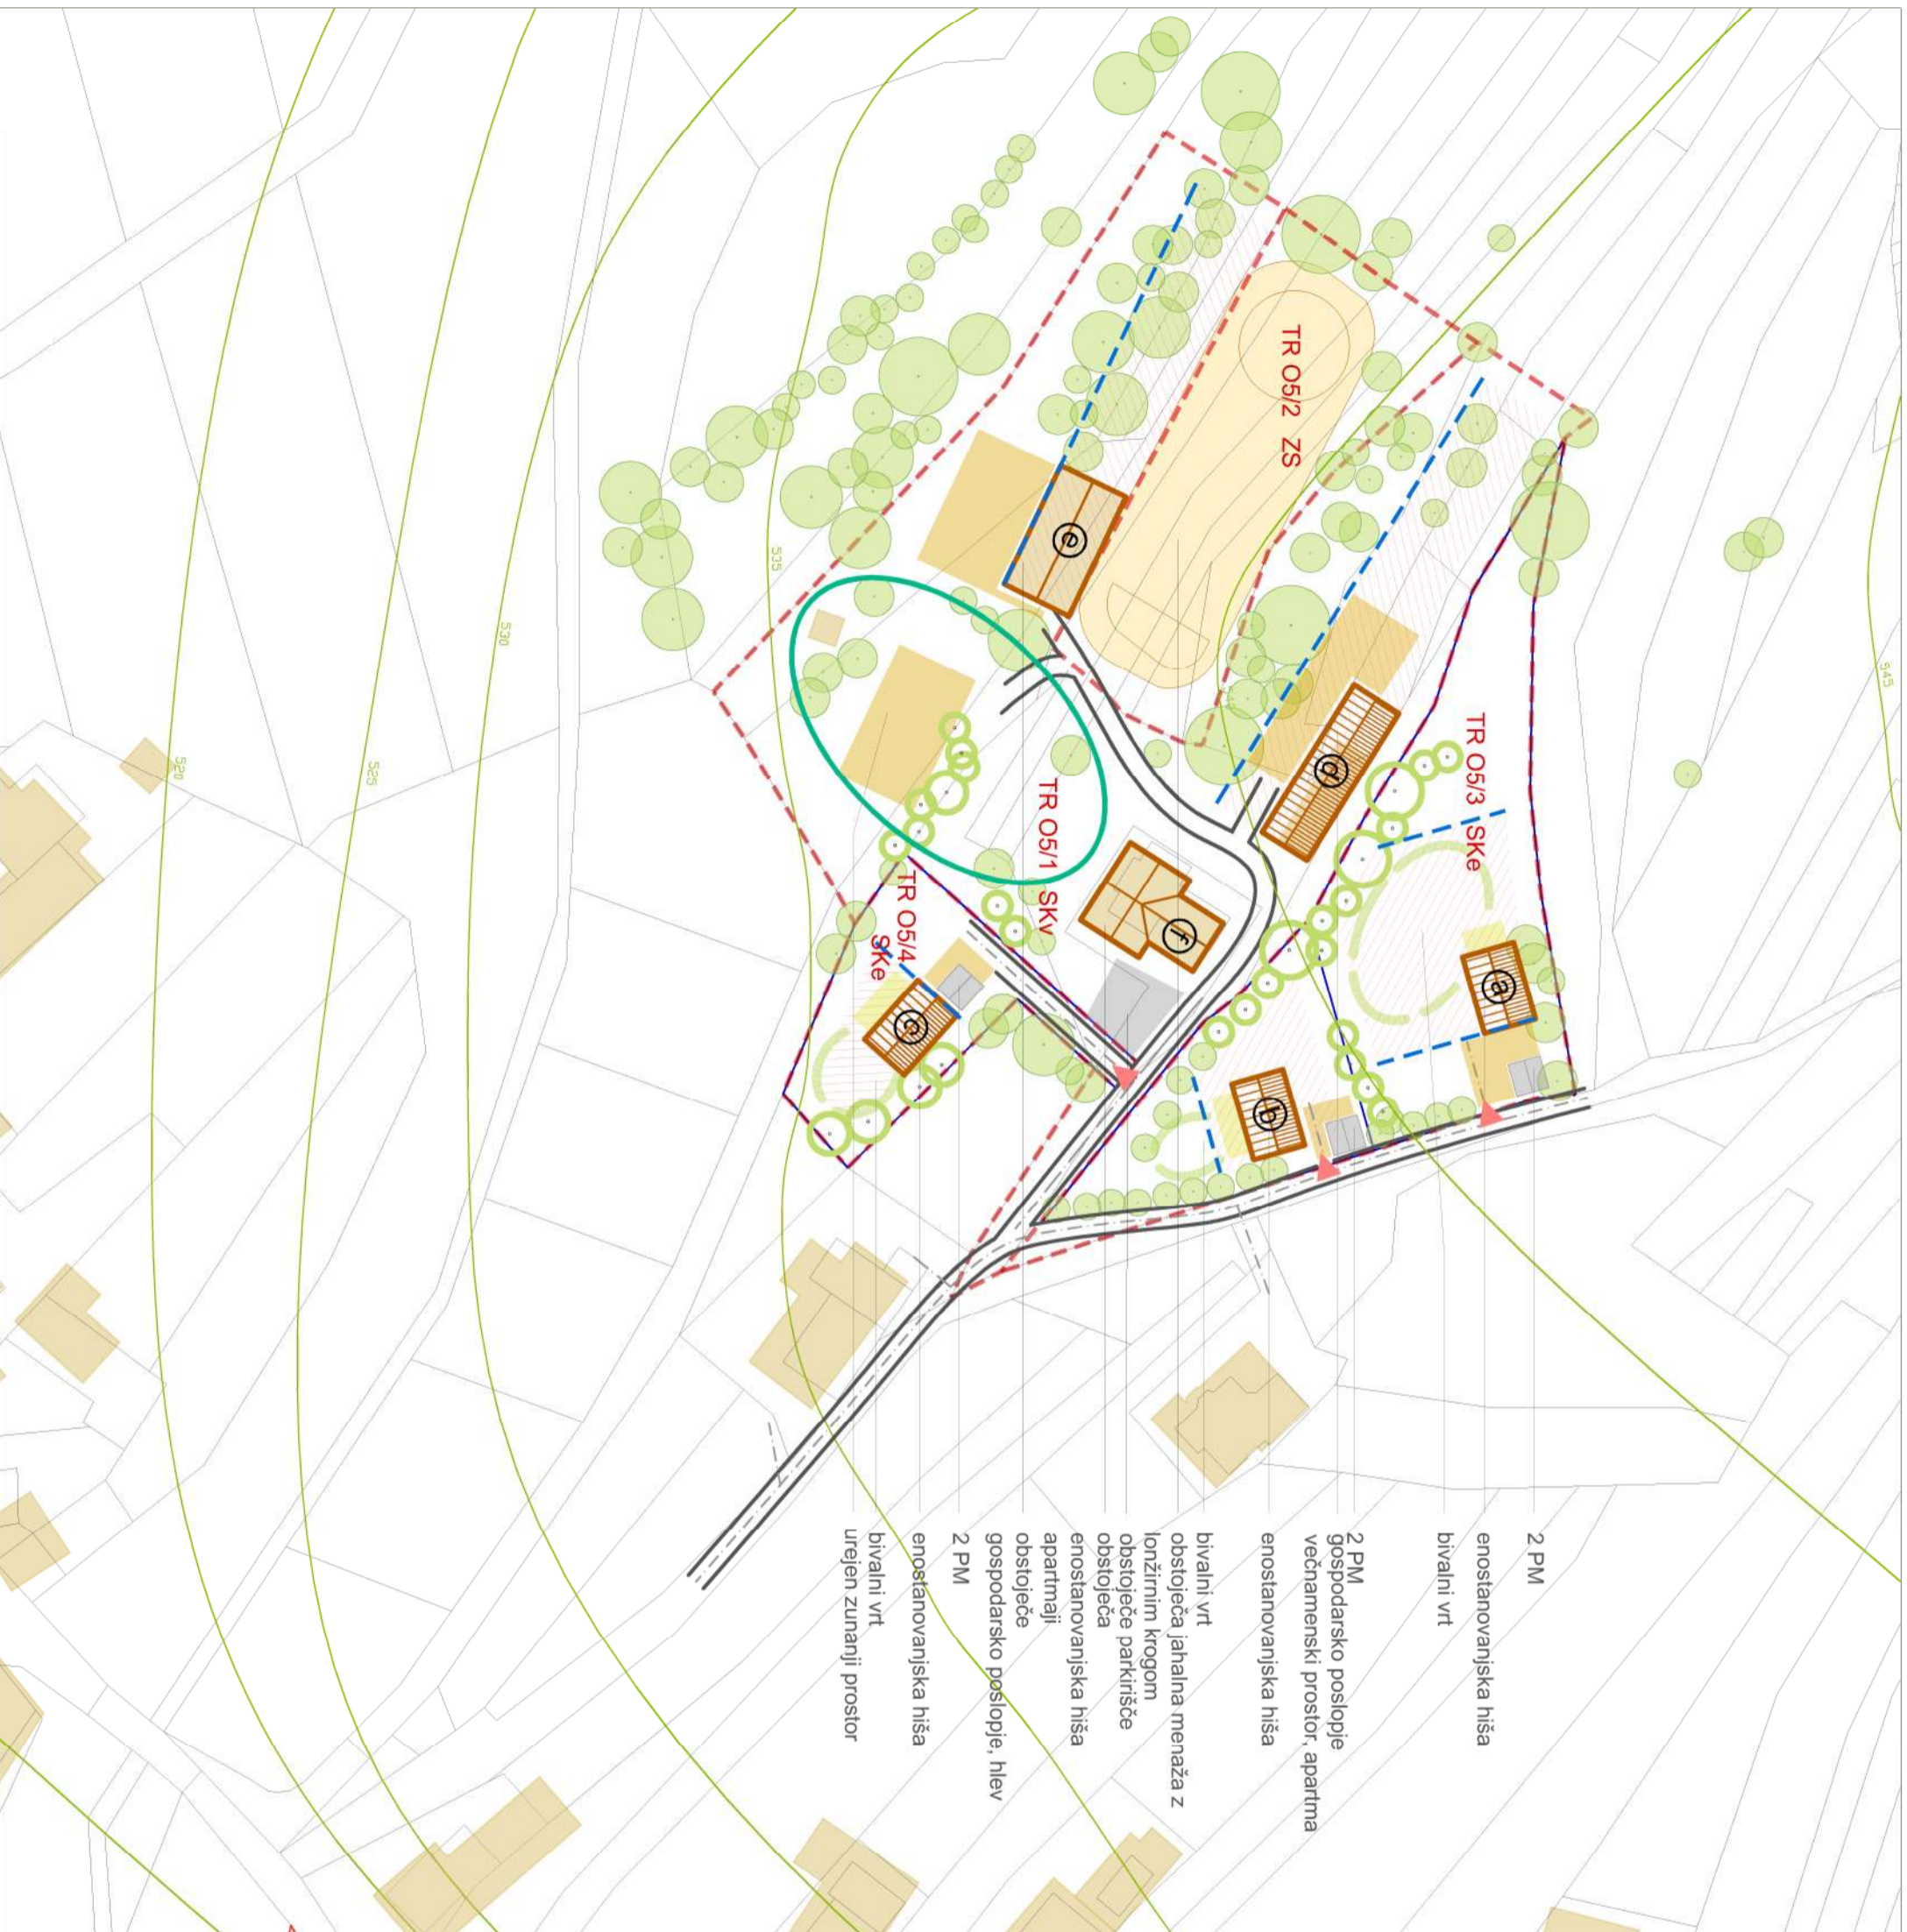 545
TR O5/3 SKe
a
d
b
TR O5/2 ZS
f
e
TR O5/1 SKv
TR O5/4
SKe
c
535
530
525
520
2 PM
enostanovanjska hiša
bivalni vrt
2 PM
gospodarsko poslopje
večnamenski prostor, apartma
enostanovanjska hiša
bivalni vrt
obstoječa jahalna menaža z
lonžirnim krogom
obstoječe parkirišče
obstoječa
enostanovanjska hiša
apartmaji
obstoječe
gospodarsko poslopje, hlev
2 PM
enostanovanjska hiša
bivalni vrt
urejen zunanji prostor